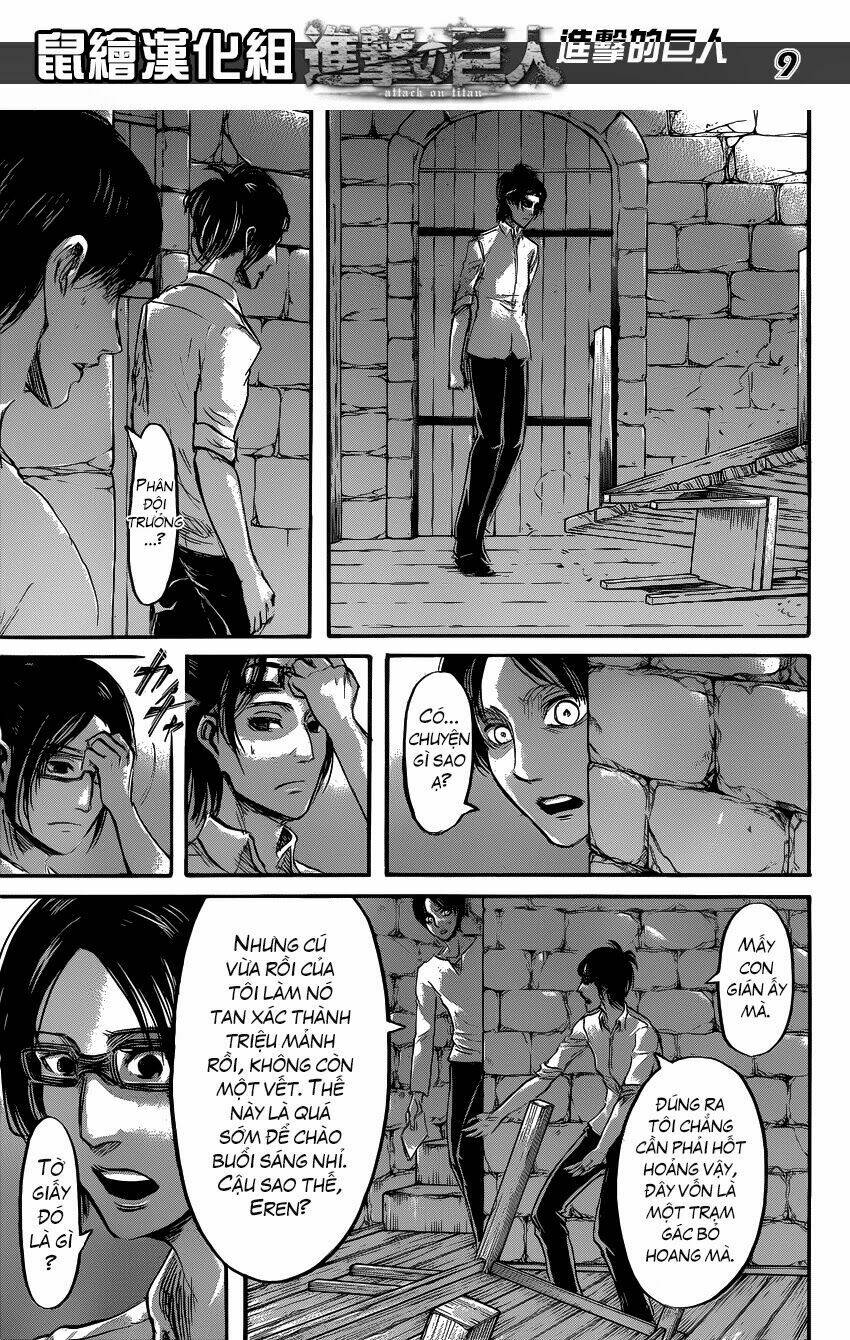 鼠繪漢化組
進撃の巨人
attack on titan
進擊的巨人
9
PHÂN
ĐỘI
TRƯỞNG
...?
CÓ...
CHUYỆN
GÌ SAO
Ạ?
ガチャ
MẤY
CON
GIÁN ẤY
MÀ.
ĐÚNG RA
TÔI CHẲNG
CẦN PHẢI HỐT
HOẢNG VẬY,
ĐÂY VỐN LÀ
MỘT TRẠM
GÁC BỎ
HOANG MÀ.
NHƯNG CÚ
VỪA RỒI CỦA
TÔI LÀM NÓ
TAN XÁC THÀNH
TRIỆU MẢNH
RỒI, KHÔNG CÒN
MỘT VẾT. THẾ
NÀY LÀ QUÁ
SỚM ĐỂ CHÀO
BUỔI SÁNG NHỈ.
CẬU SAO THẾ,
EREN?
TỜ
GIẤY
ĐÓ
LÀ GÌ
?